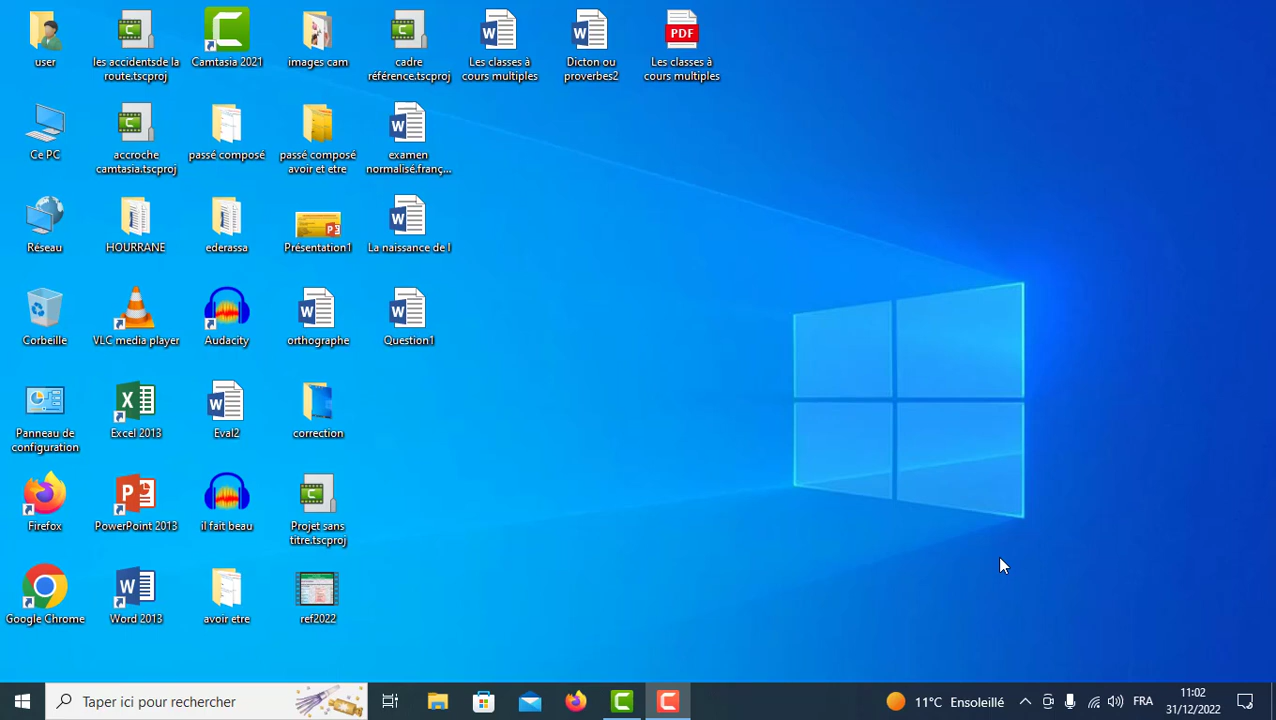 user
les accidentsde la
route.tscproj
Camtasia 2021
images cam
cadre
référence.tscproj
Les classes à
cours multiples
Dicton ou
proverbes2
PDF
Les classes à
cours multiples
Ce PC
accroche
camtasia.tscproj
passé composé
passé composé
avoir et etre
examen
normalisé.franç...
Réseau
HOURRANE
ederassa
Présentation1
La naissance de l
Corbeille
VLC media player
Audacity
orthographe
Question1
Panneau de
configuration
Excel 2013
Eval2
correction
Firefox
PowerPoint 2013
il fait beau
Projet sans
titre.tscproj
Google Chrome
Word 2013
avoir etre
ref2022
Taper ici pour rechercher
11°C Ensoleillé
FRA
11:02
31/12/2022